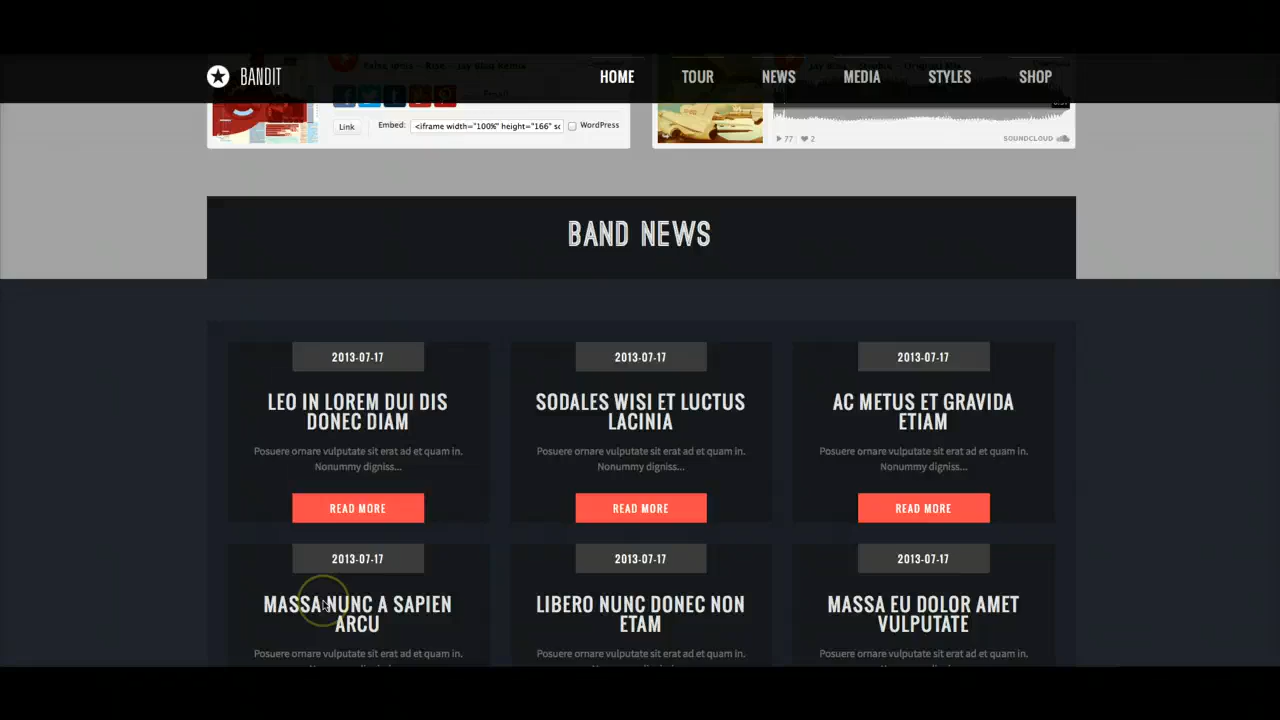 BANDIT
HOME TOUR NEWS MEDIA STYLES SHOP
Email
Link
Embed: <iframe width="100%" height="166" sc
WordPress
77 2
SOUNDCLOUD
BAND NEWS
2013-07-17
LEO IN LOREM DUI DIS
DONEC DIAM
Posuere ornare vulputate sit erat ad et quam in.
Nonummy digniss...
READ MORE
2013-07-17
SODALES WISI ET LUCTUS
LACINIA
Posuere ornare vulputate sit erat ad et quam in.
Nonummy digniss...
READ MORE
2013-07-17
AC METUS ET GRAVIDA
ETIAM
Posuere ornare vulputate sit erat ad et quam in.
Nonummy digniss...
READ MORE
2013-07-17
MASSA NUNC A SAPIEN
ARCU
Posuere ornare vulputate sit erat ad et quam in.
2013-07-17
LIBERO NUNC DONEC NON
ETAM
Posuere ornare vulputate sit erat ad et quam in.
2013-07-17
MASSA EU DOLOR AMET
VULPUTATE
Posuere ornare vulputate sit erat ad et quam in.